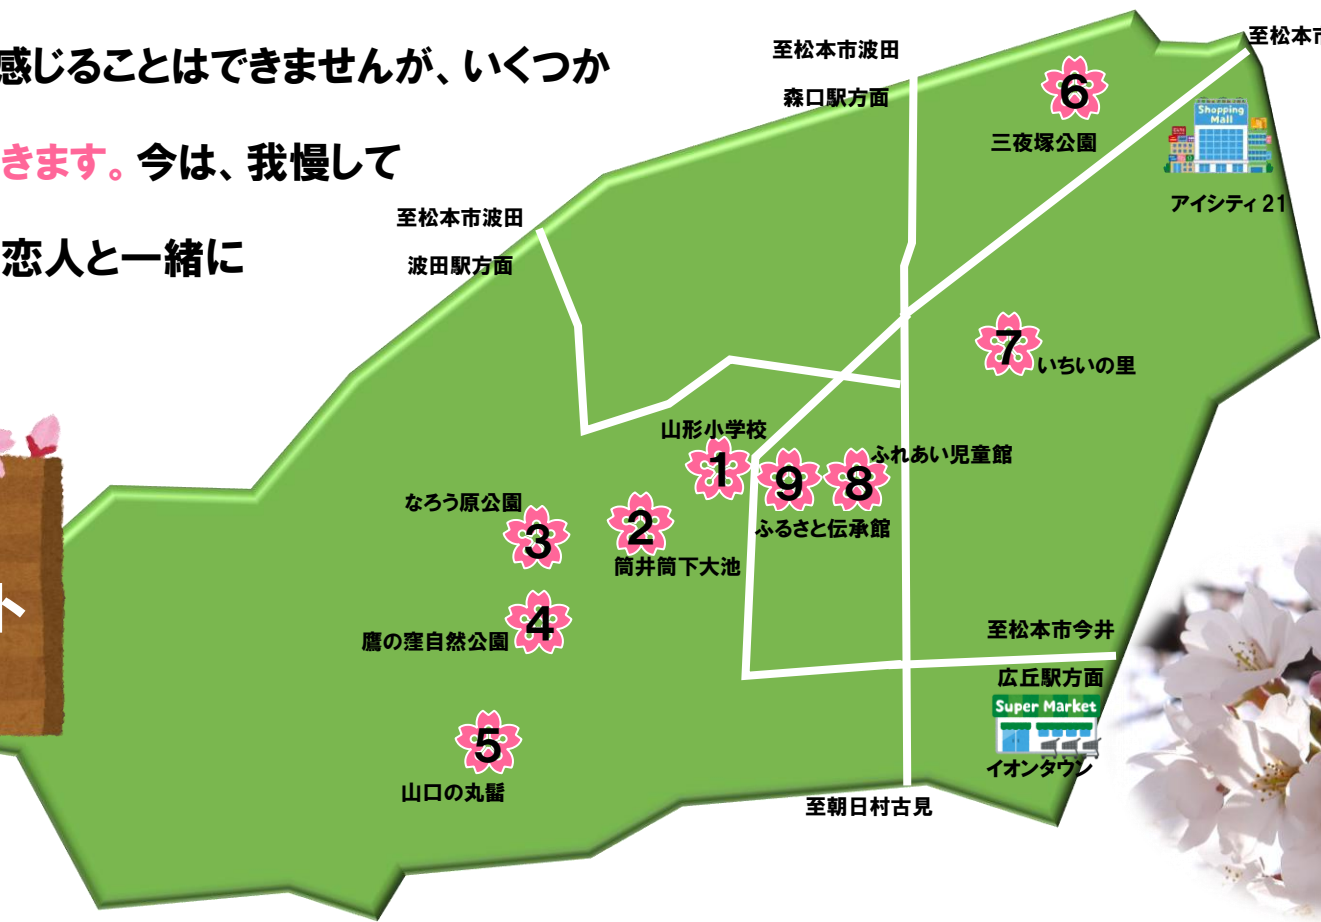 感じることはできませんが、いくつか
きます。今は、我慢して
恋人と一緒に
ト
至松本市波田
森口駅方面
至松本市
6
三夜塚公園
Shopping
Mall
アイシティ21
至松本市波田
波田駅方面
7
いちいの里
山形小学校
1
9
8
ふれあい児童館
ふるさと伝承館
なろう原公園
3
2
筒井筒下大池
鷹の窪自然公園
4
5
山口の丸髷
至松本市今井
広丘駅方面
Super Market
イオンタウン
至朝日村古見